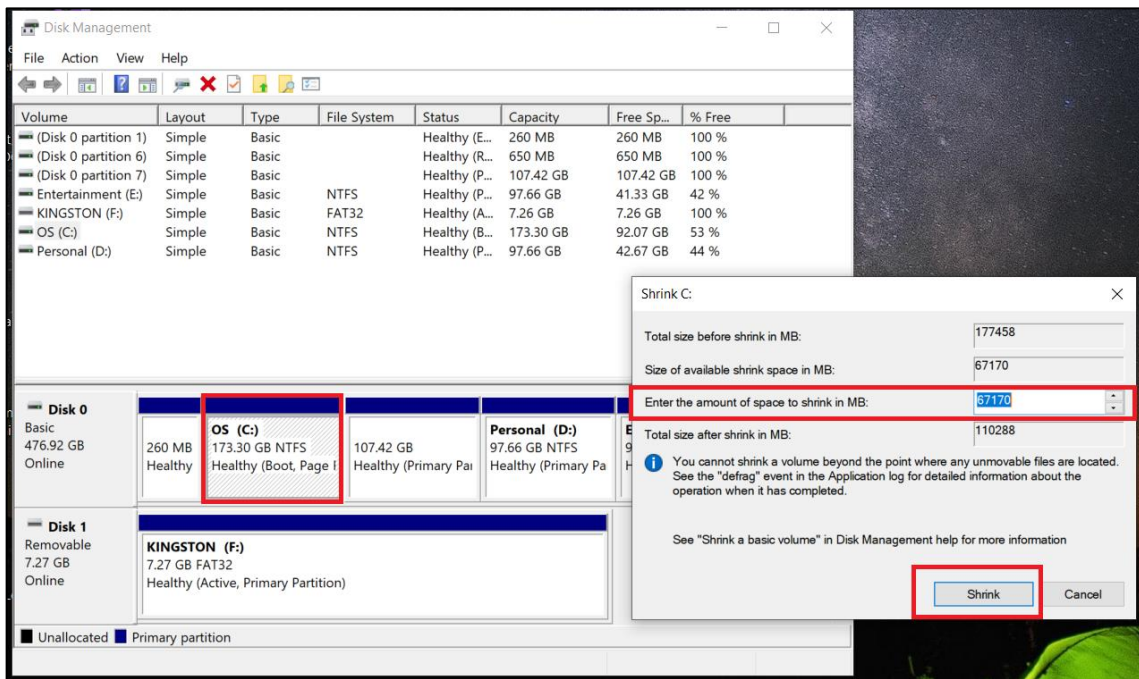 Disk Management
File Action View Help
Volume Layout Type File System Status Capacity Free Sp... % Free
(Disk 0 partition 1) Simple Basic Healthy (E... 260 MB 260 MB 100 %
(Disk 0 partition 6) Simple Basic Healthy (R... 650 MB 650 MB 100 %
(Disk 0 partition 7) Simple Basic Healthy (P... 107.42 GB 107.42 GB 100 %
Entertainment (E:) Simple Basic NTFS Healthy (P... 97.66 GB 41.33 GB 42 %
KINGSTON (F:) Simple Basic FAT32 Healthy (A... 7.26 GB 7.26 GB 100 %
OS (C:) Simple Basic NTFS Healthy (B... 173.30 GB 92.07 GB 53 %
Personal (D:) Simple Basic NTFS Healthy (P... 97.66 GB 42.67 GB 44 %
Shrink C:
Total size before shrink in MB: 177458
Size of available shrink space in MB: 67170
Enter the amount of space to shrink in MB: 67170
Total size after shrink in MB: 110288
You cannot shrink a volume beyond the point where any unmovable files are located.
See the "defrag" event in the Application log for detailed information about the
operation when it has completed.
See "Shrink a basic volume" in Disk Management help for more information
Shrink Cancel
Disk 0
Basic
476.92 GB
Online
260 MB
Healthy
OS (C:)
173.30 GB NTFS
Healthy (Boot, Page F
107.42 GB
Healthy (Primary Par
Personal (D:)
97.66 GB NTFS
Healthy (Primary Pa
Disk 1
Removable
7.27 GB
Online
KINGSTON (F:)
7.27 GB FAT32
Healthy (Active, Primary Partition)
Unallocated Primary partition